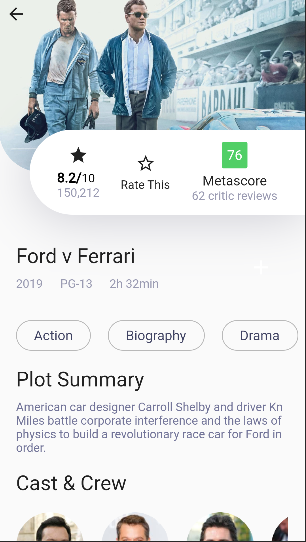 BARDAHL
8.2/10
150,212
Rate This
76
Metascore
62 critic reviews
Ford v Ferrari
2019 PG-13 2h 32min
Action Biography Drama
Plot Summary
American car designer Carroll Shelby and driver Kn
Miles battle corporate interference and the laws of
physics to build a revolutionary race car for Ford in
order.
Cast & Crew